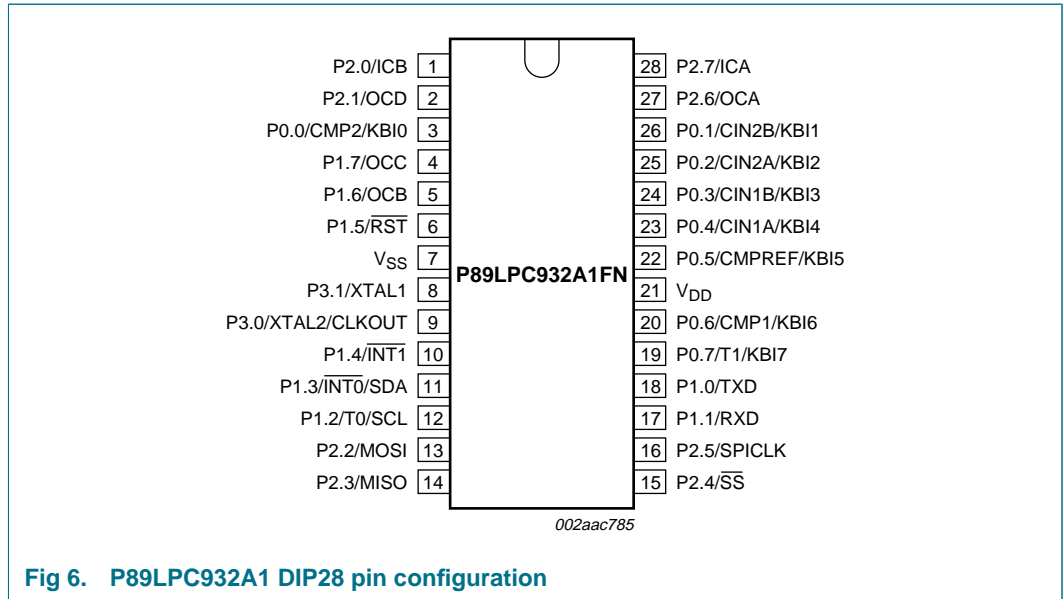 P2.0/ICB 1
P2.1/OCD 2
P0.0/CMP2/KBI0 3
P1.7/OCC 4
P1.6/OCB 5
P1.5/R̅S̅T̅ 6
VSS 7
P3.1/XTAL1 8
P3.0/XTAL2/CLKOUT 9
P1.4/I̅N̅T̅1̅ 10
P1.3/I̅N̅T̅0̅/SDA 11
P1.2/T0/SCL 12
P2.2/MOSI 13
P2.3/MISO 14
P89LPC932A1FN
28 P2.7/ICA
27 P2.6/OCA
26 P0.1/CIN2B/KBI1
25 P0.2/CIN2A/KBI2
24 P0.3/CIN1B/KBI3
23 P0.4/CIN1A/KBI4
22 P0.5/CMPREF/KBI5
21 VDD
20 P0.6/CMP1/KBI6
19 P0.7/T1/KBI7
18 P1.0/TXD
17 P1.1/RXD
16 P2.5/SPICLK
15 P2.4/S̅S̅
002aac785
Fig 6. P89LPC932A1 DIP28 pin configuration